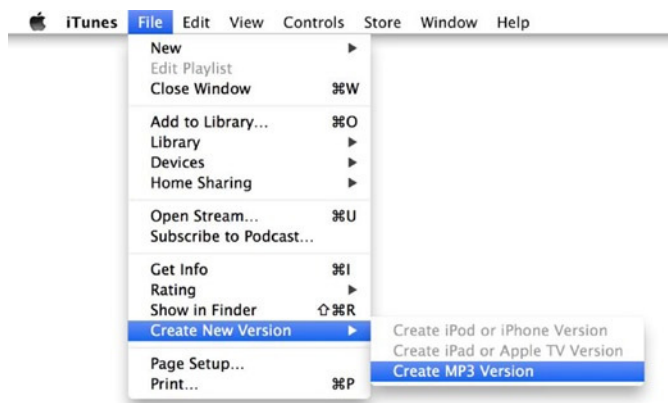 iTunes File Edit View Controls Store Window Help
New
Edit Playlist
Close Window ⌘W
Add to Library... ⌘O
Library
Devices
Home Sharing
Open Stream... ⌘U
Subscribe to Podcast...
Get Info ⌘I
Rating
Show in Finder ⇧⌘R
Create New Version
Create iPod or iPhone Version
Create iPad or Apple TV Version
Create MP3 Version
Page Setup...
Print... ⌘P